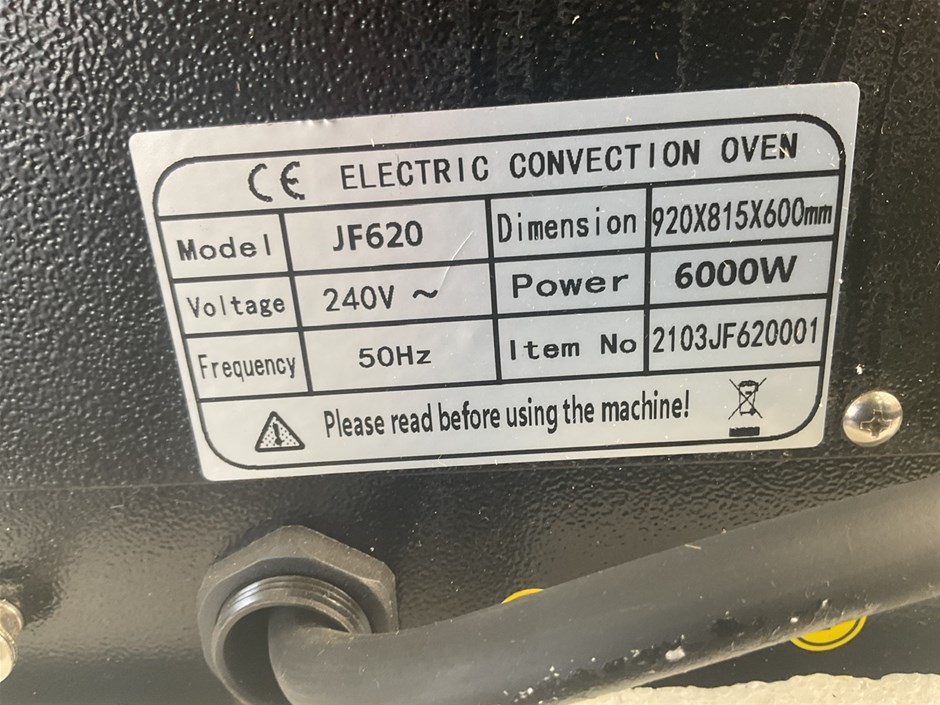 CE ELECTRIC CONVECTION OVEN
Model JF620 Dimension 920X815X600mm
Voltage 240V ~ Power 6000W
Frequency 50Hz Item No 2103JF620001
Please read before using the machine!